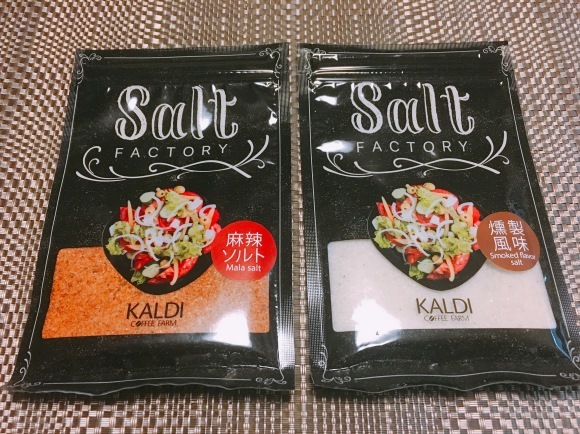 Salt
FACTORY
麻辣
ソルト
Mala salt
KALDI
COFFEE FARM
Salt
FACTORY
燻製
風味
Smoked flavor
salt
KALDI
COFFEE FARM